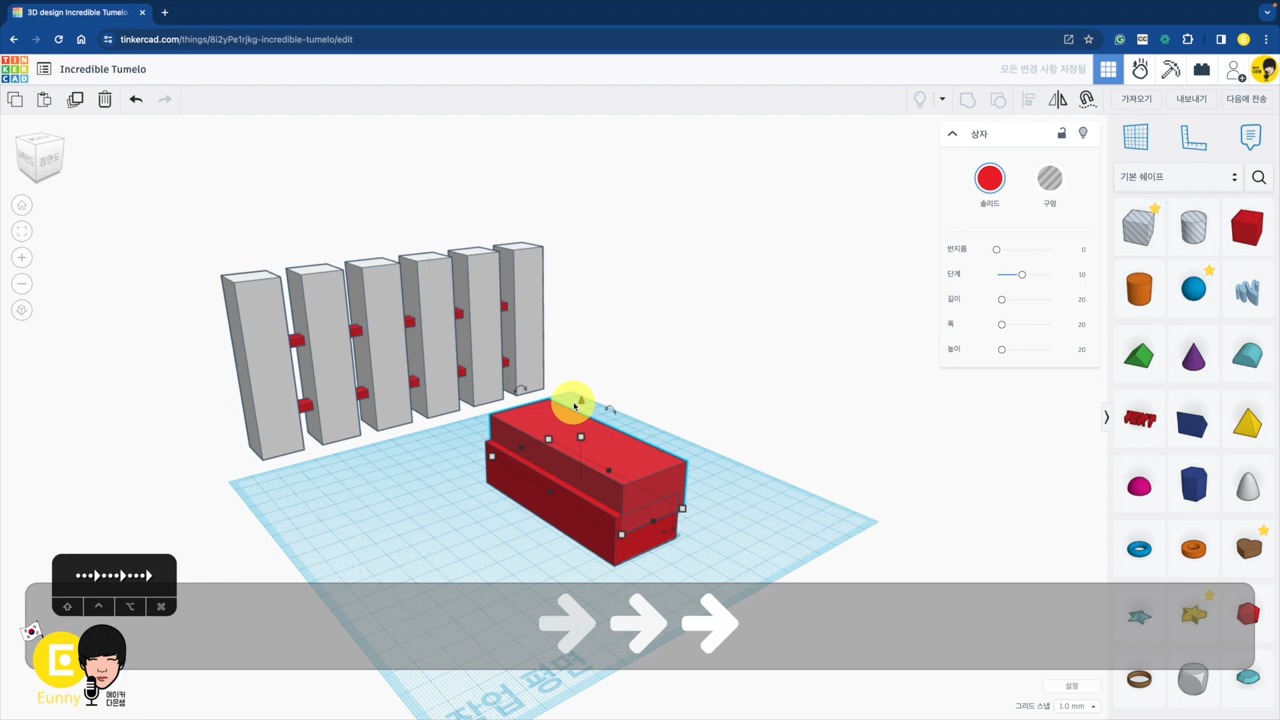 3D design Incredible Tumelo
tinkercad.com/things/8i2yPe1rjkg-incredible-tumelo/edit
TIN
KER
CAD
Incredible Tumelo
모든 변경 사항 저장됨
가져오기
내보내기
다음에 전송
상자
솔리드
구멍
반지름
0
단계
10
길이
20
폭
20
높이
20
기본 쉐이프
작업 평면
Eunny
메이커
다은쌤
설정
그리드 스냅
1.0 mm